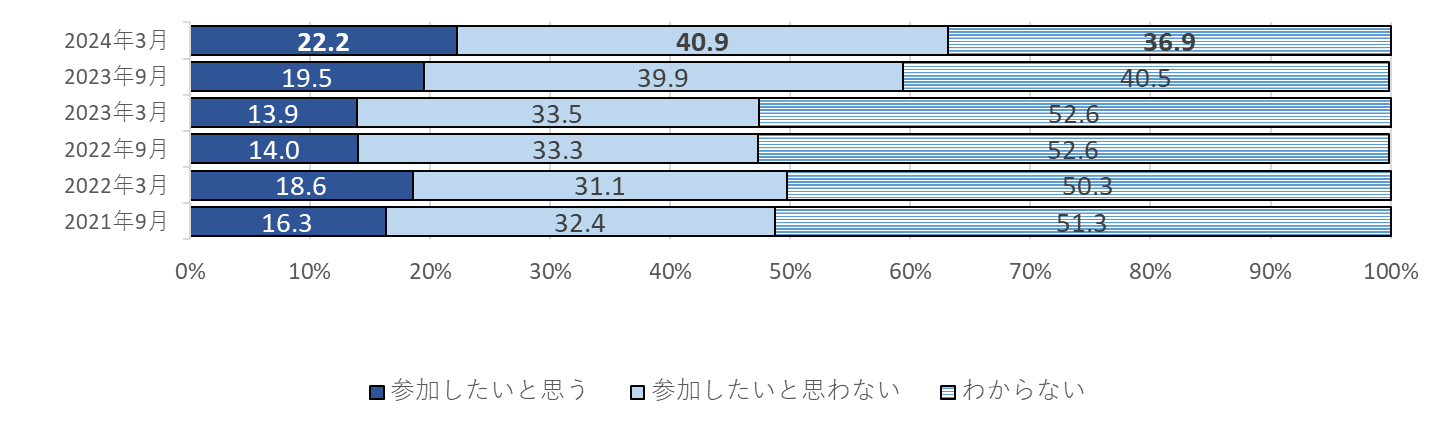 2024年3月 22.2 40.9 36.9
2023年9月 19.5 39.9 40.5
2023年3月 13.9 33.5 52.6
2022年9月 14.0 33.3 52.6
2022年3月 18.6 31.1 50.3
2021年9月 16.3 32.4 51.3
0% 10% 20% 30% 40% 50% 60% 70% 80% 90% 100%
参加したいと思う 参加したいと思わない わからない